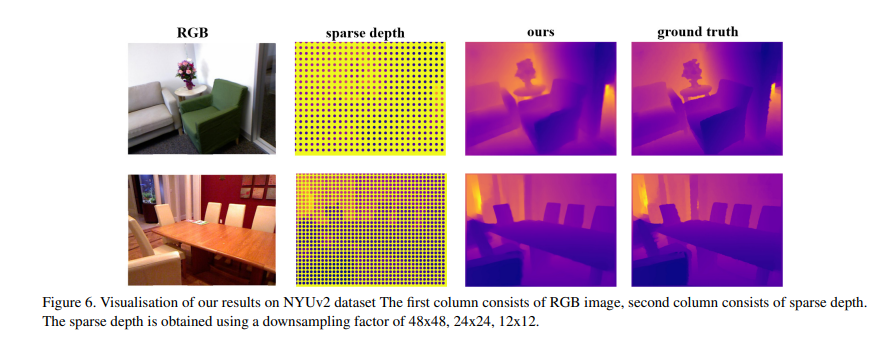 RGB sparse depth ours ground truth
Figure 6. Visualisation of our results on NYUv2 dataset The first column consists of RGB image, second column consists of sparse depth.
The sparse depth is obtained using a downsampling factor of 48x48, 24x24, 12x12.